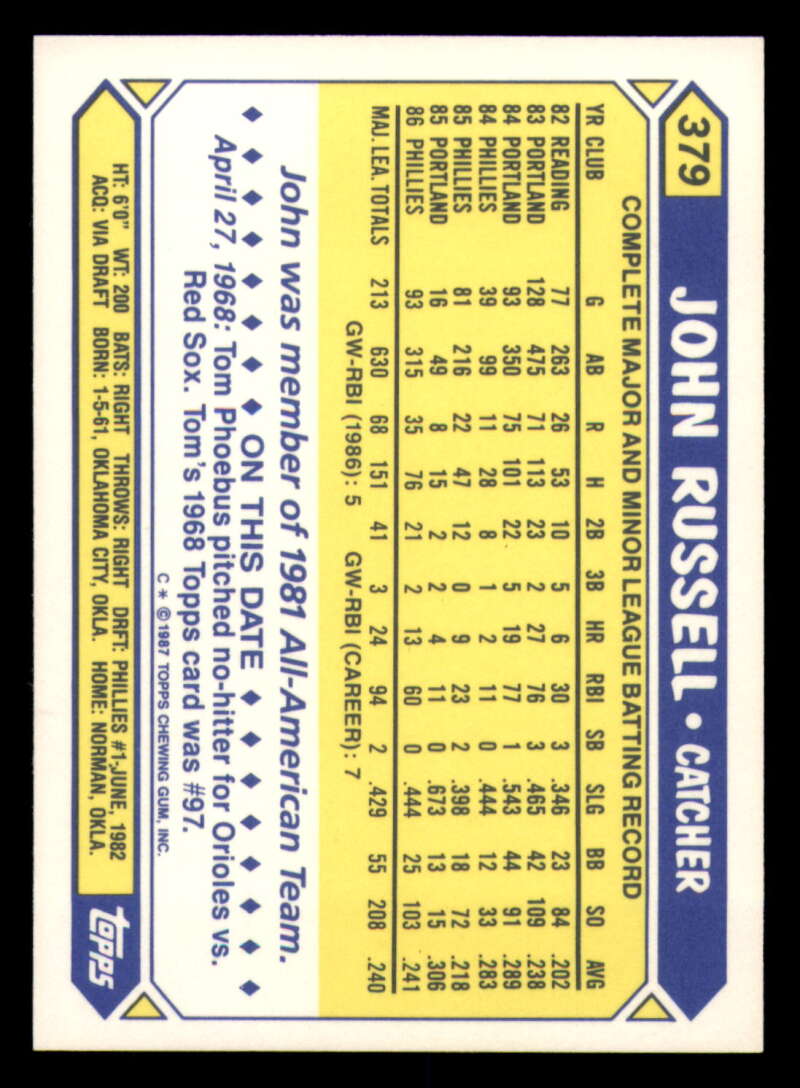 379 JOHN RUSSELL • CATCHER
COMPLETE MAJOR AND MINOR LEAGUE BATTING RECORD
YR CLUB G AB R H 2B 3B HR RBI SB SLG BB SO AVG
82 READING 77 263 26 53 10 5 6 30 3 .346 23 84 .202
83 PORTLAND 128 475 71 113 23 2 27 76 3 .465 42 109 .238
84 PORTLAND 93 350 75 101 22 5 19 77 1 .543 44 91 .289
84 PHILLIES 39 99 11 28 8 1 2 11 0 .444 12 33 .283
85 PHILLIES 81 216 22 47 12 0 9 23 2 .398 18 72 .218
85 PORTLAND 16 49 8 15 2 2 4 11 0 .673 13 15 .306
86 PHILLIES 93 315 35 76 21 2 13 60 0 .444 25 103 .241
MAJ. LEA. TOTALS 213 630 68 151 41 3 24 94 2 .429 55 208 .240
GW-RBI (1986): 5 GW-RBI (CAREER): 7
John was member of 1981 All-American Team.
◆ ◆ ◆ ◆ ◆ ◆ ◆ ◆ ON THIS DATE ◆ ◆ ◆ ◆ ◆ ◆ ◆ ◆
April 27, 1968: Tom Phoebus pitched no-hitter for Orioles vs.
Red Sox. Tom's 1968 Topps card was #97.
C * © 1987 TOPPS CHEWING GUM, INC.
HT: 6'0" WT: 200 BATS: RIGHT THROWS: RIGHT DRFT: PHILLIES #1-JUNE, 1982
ACQ: VIA DRAFT BORN: 1-5-61, OKLAHOMA CITY, OKLA. HOME: NORMAN, OKLA.
topps